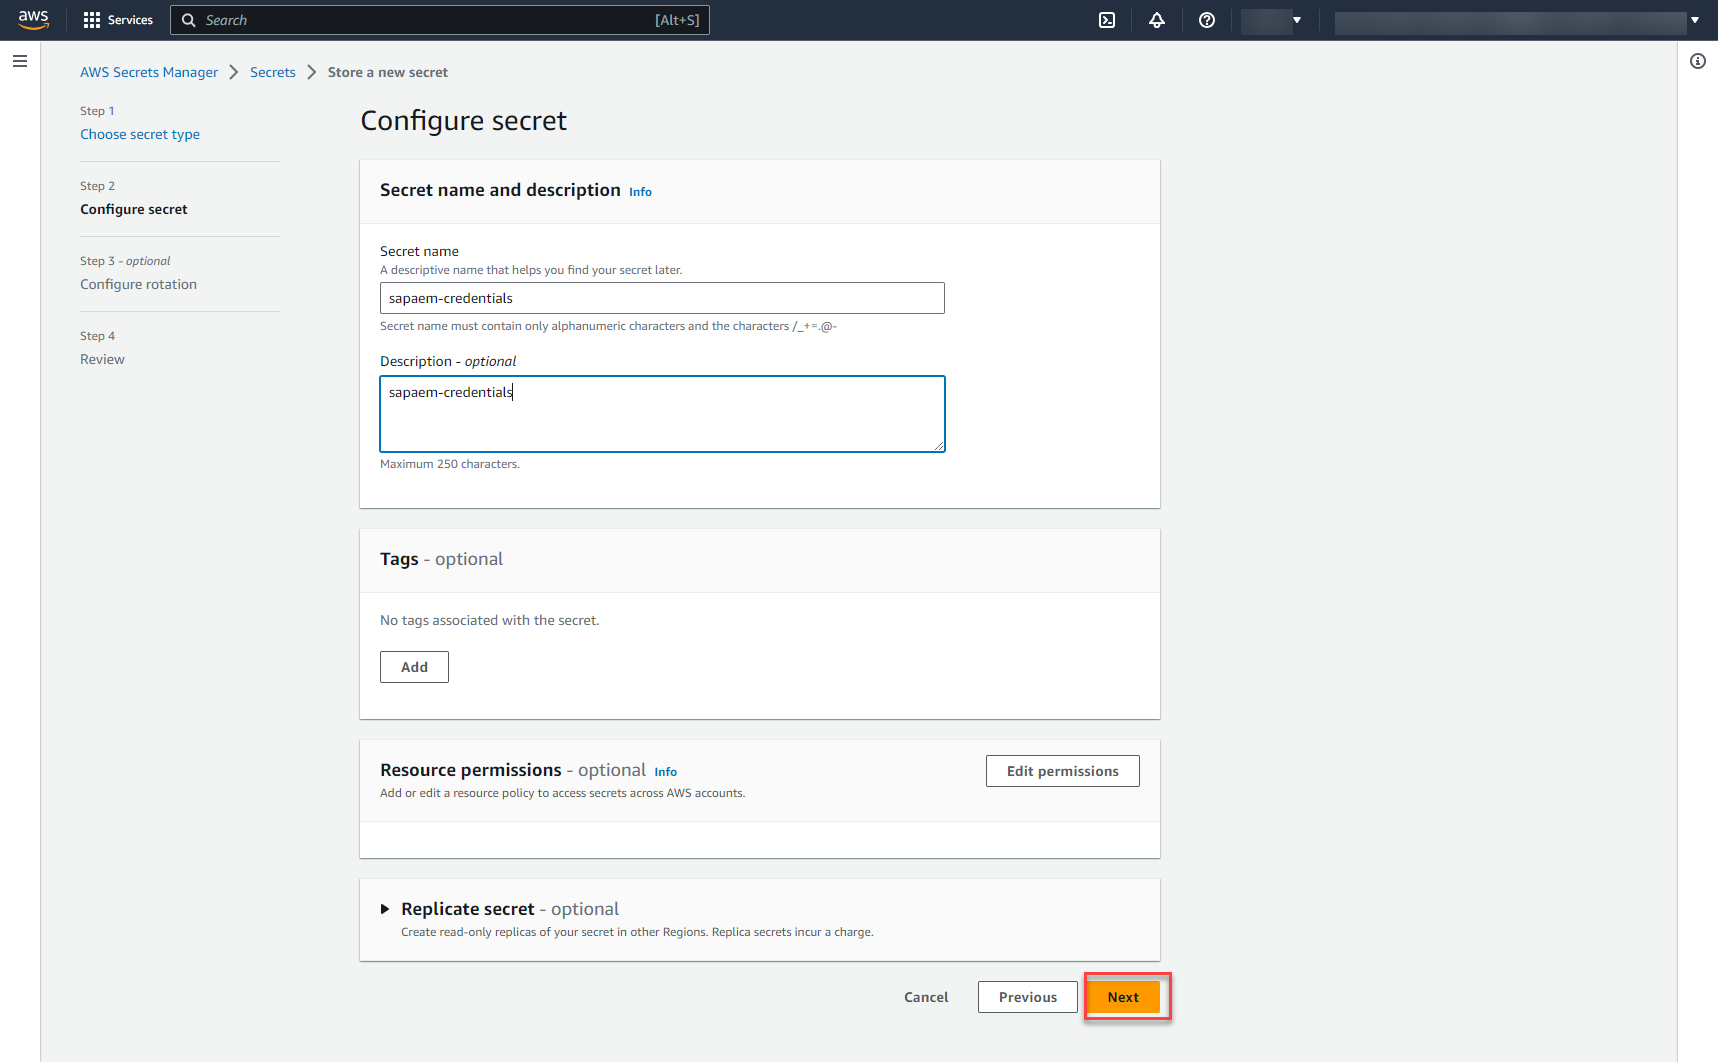 aws
Services
Search
[Alt+S]
AWS Secrets Manager
Secrets
Store a new secret
Step 1
Choose secret type
Step 2
Configure secret
Step 3 - optional
Configure rotation
Step 4
Review
Configure secret
Secret name and description Info
Secret name
A descriptive name that helps you find your secret later.
sapaem-credentials
Secret name must contain only alphanumeric characters and the characters /_+=.@-
Description - optional
sapaem-credentials
Maximum 250 characters.
Tags - optional
No tags associated with the secret.
Add
Resource permissions - optional Info
Edit permissions
Add or edit a resource policy to access secrets across AWS accounts.
Replicate secret - optional
Create read-only replicas of your secret in other Regions. Replica secrets incur a charge.
Cancel
Previous
Next